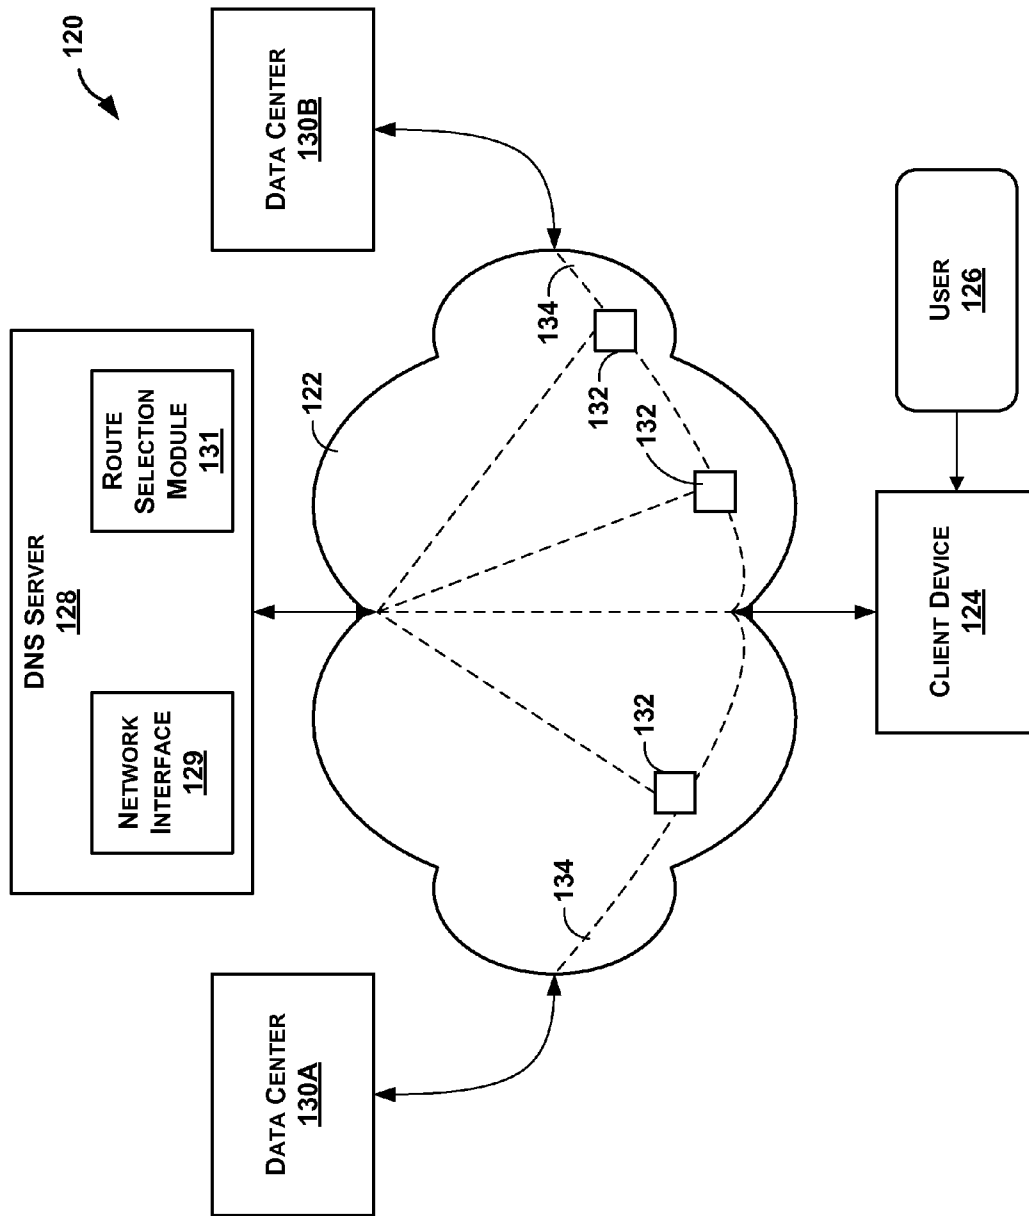 120
DNS SERVER
128
NETWORK
INTERFACE
129
ROUTE
SELECTION
MODULE
131
DATA CENTER
130A
DATA CENTER
130B
122
134
134
132
132
132
CLIENT DEVICE
124
USER
126